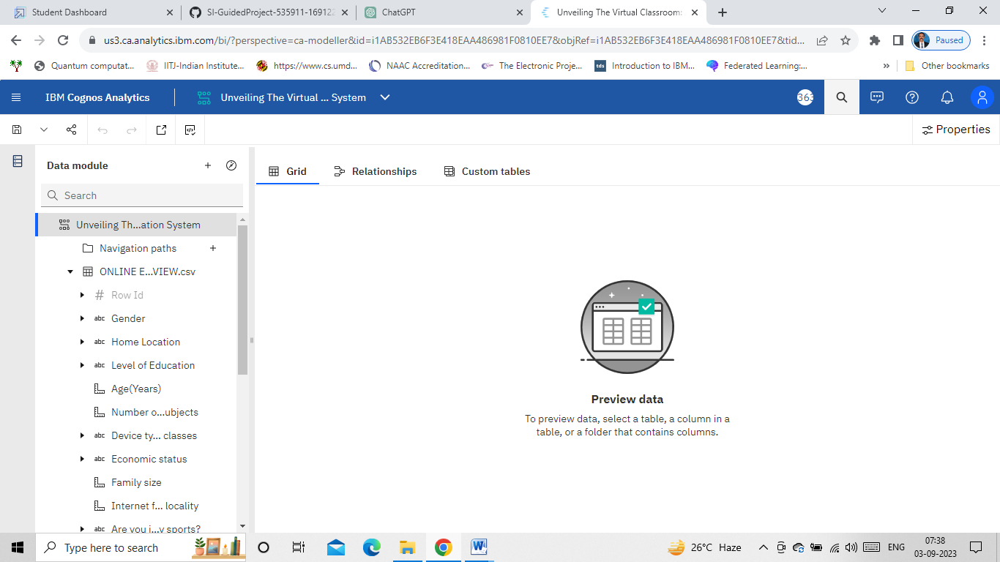 Student Dashboard
SI-GuidedProject-535911-169122
ChatGPT
Unveiling The Virtual Classroom:
us3.ca.analytics.ibm.com/bi/?perspective=ca-modeller&id=i1AB532EB6F3E418EAA486981F0810EE7&objRef=i1AB532EB6F3E418EAA486981F0810EE7&tid...
Paused
Quantum computat...
IITJ-Indian Institute...
https://www.cs.umd...
NAAC Accreditation...
The Electronic Proje...
tds
Introduction to IBM...
Federated Learning:...
»
Other bookmarks
IBM Cognos Analytics
Unveiling The Virtual ... System
363
Properties
Data module
Grid
Relationships
Custom tables
Search
Unveiling Th...ation System
Navigation paths
ONLINE E...VIEW.csv
# Row Id
abc Gender
abc Home Location
abc Level of Education
Age(Years)
Number o...ubjects
abc Device ty... classes
abc Economic status
Family size
Internet f... locality
abc Are you i...v sports?
Preview data
To preview data, select a table, a column in a
table, or a folder that contains columns.
Type here to search
26°C Haze
ENG
07:38
03-09-2023